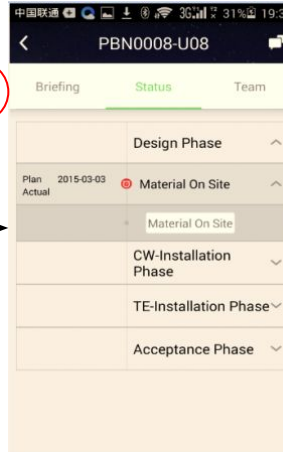 中国联通 3G 31% 19:3
PBN0008-U08
Briefing Status Team
Design Phase
Plan 2015-03-03 Material On Site
Actual
Material On Site
CW-Installation
Phase
TE-Installation Phase
Acceptance Phase